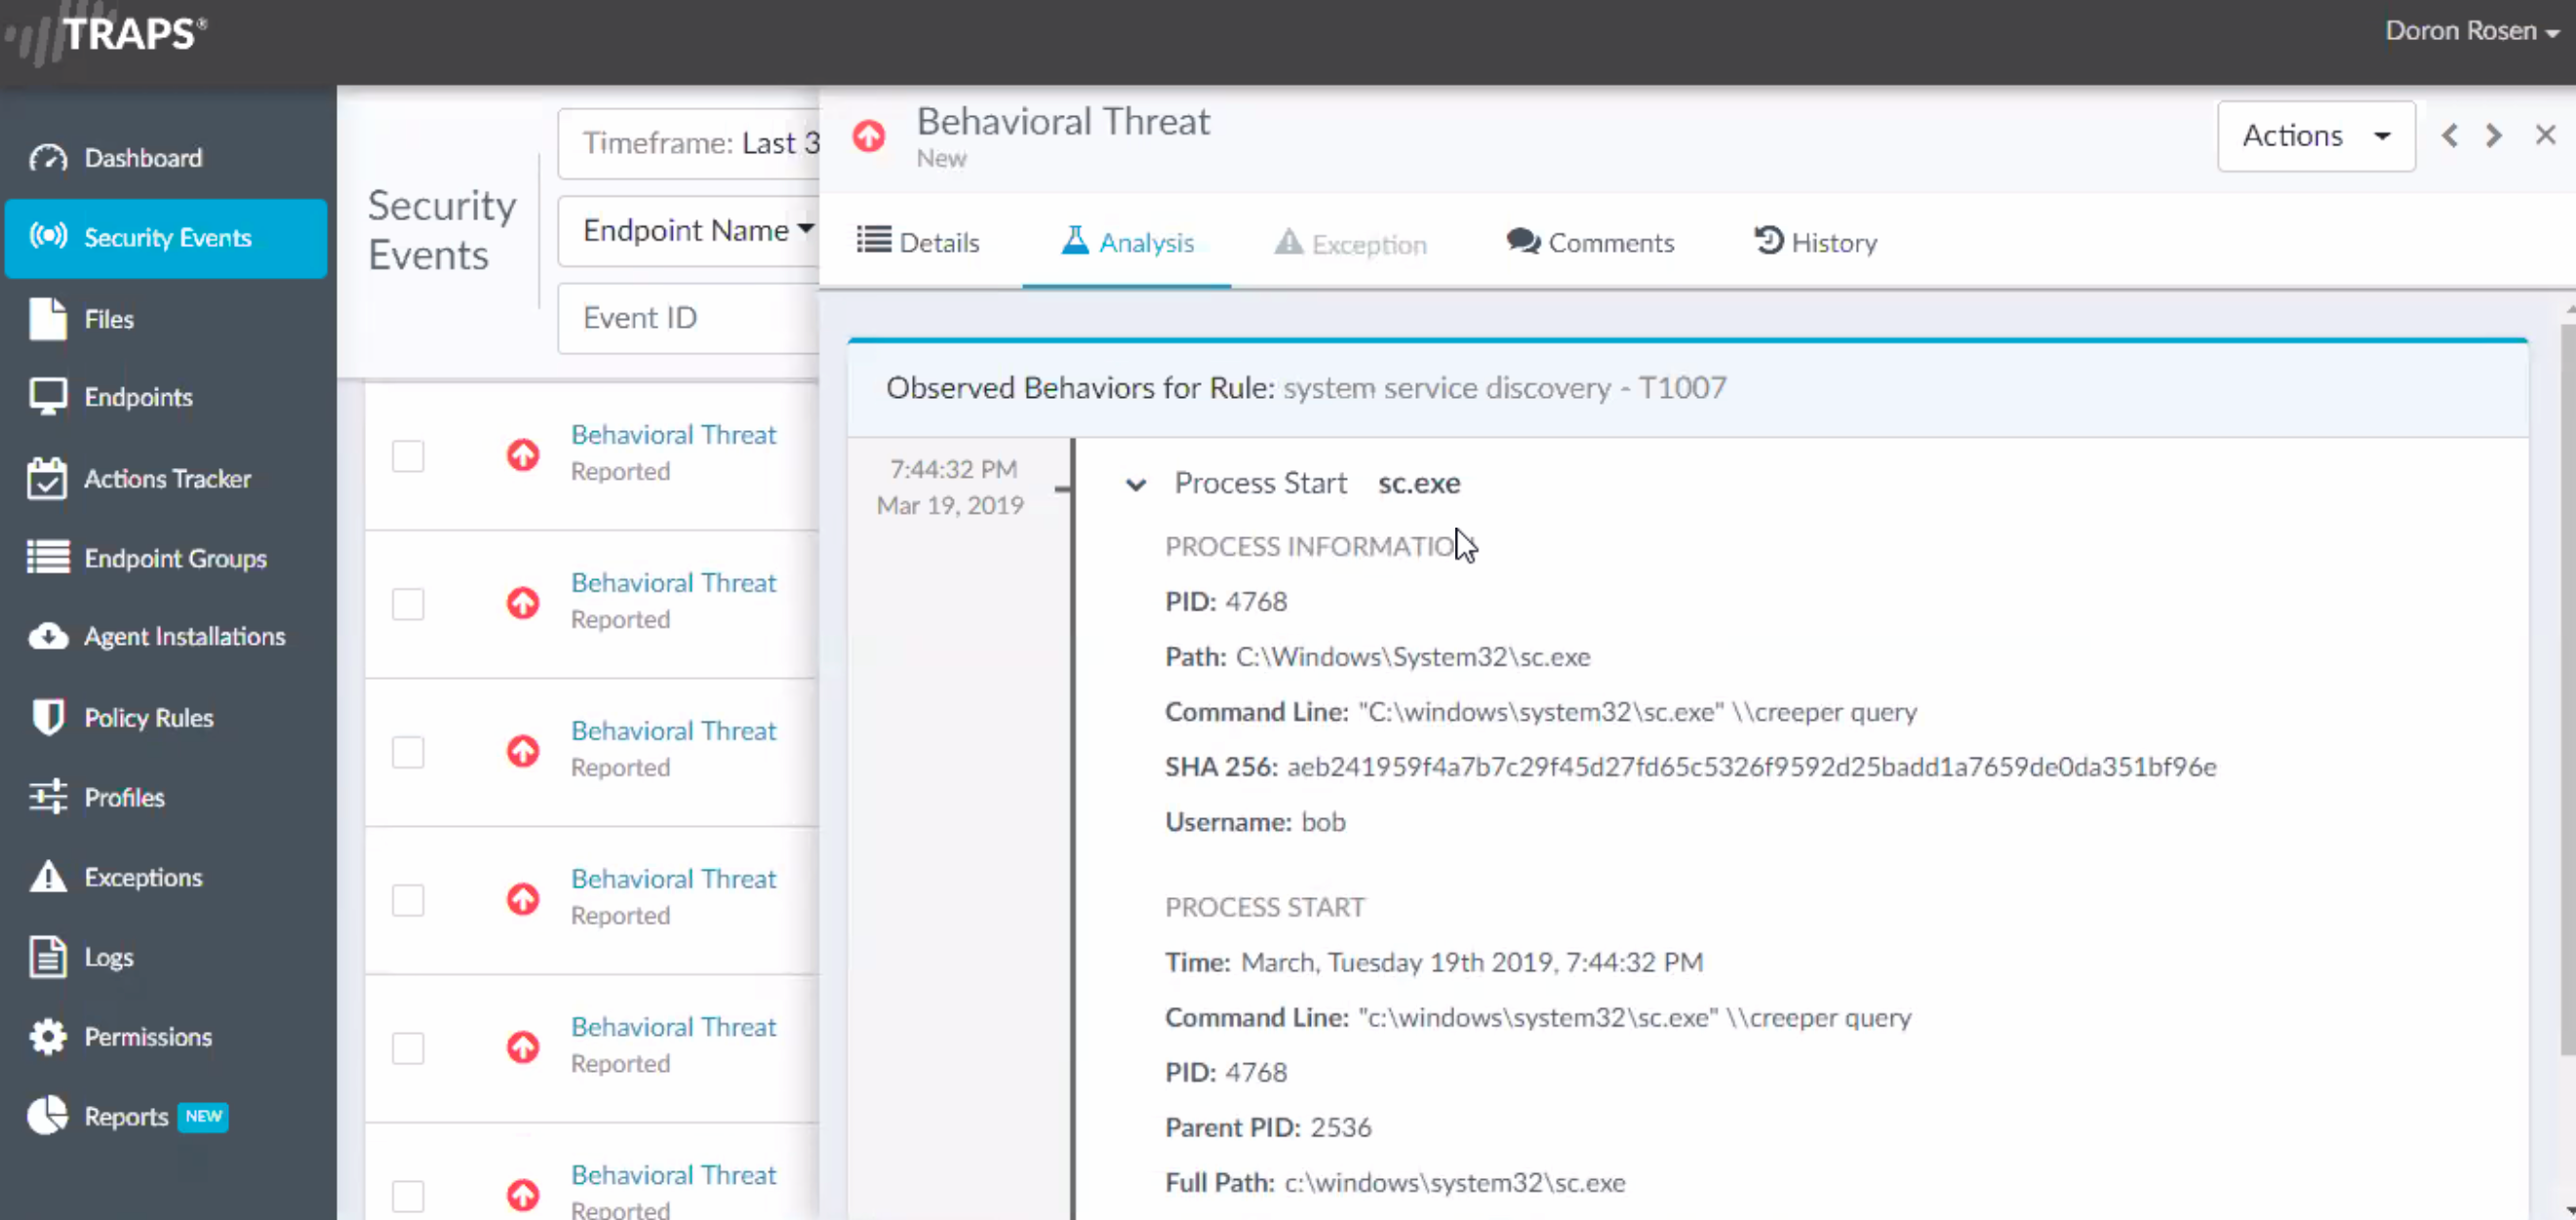 TRAPS®
Doron Rosen
Dashboard
Security Events
Files
Endpoints
Actions Tracker
Endpoint Groups
Agent Installations
Policy Rules
Profiles
Exceptions
Logs
Permissions
Reports NEW
Security
Events
Timeframe: Last 3
Endpoint Name
Event ID
Behavioral Threat
Reported
Behavioral Threat
Reported
Behavioral Threat
Reported
Behavioral Threat
Reported
Behavioral Threat
Reported
Behavioral Threat
Reported
Behavioral Threat
New
Actions
Details
Analysis
Exception
Comments
History
Observed Behaviors for Rule: system service discovery - T1007
7:44:32 PM
Mar 19, 2019
Process Start sc.exe
PROCESS INFORMATION
PID: 4768
Path: C:\Windows\System32\sc.exe
Command Line: "C:\windows\system32\sc.exe" \\creeper query
SHA 256: aeb241959f4a7b7c29f45d27fd65c5326f9592d25badd1a7659de0da351bf96e
Username: bob
PROCESS START
Time: March, Tuesday 19th 2019, 7:44:32 PM
Command Line: "c:\windows\system32\sc.exe" \\creeper query
PID: 4768
Parent PID: 2536
Full Path: c:\windows\system32\sc.exe